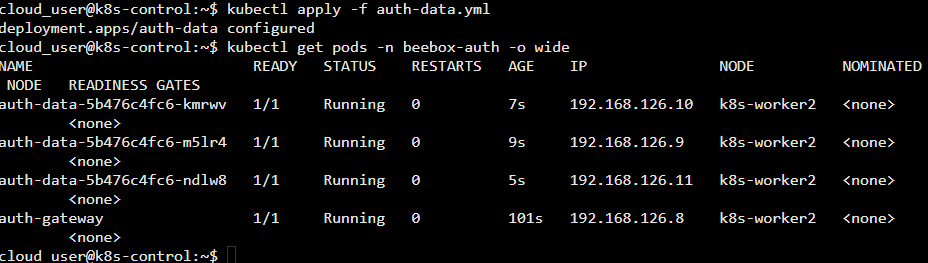 cloud_user@k8s-control:~$ kubectl apply -f auth-data.yml
deployment.apps/auth-data configured
cloud_user@k8s-control:~$ kubectl get pods -n beebox-auth -o wide
NAME READY STATUS RESTARTS AGE IP NODE NOMINATED
NODE READINESS GATES
auth-data-5b476c4fc6-kmrwv 1/1 Running 0 7s 192.168.126.10 k8s-worker2 <none>
<none>
auth-data-5b476c4fc6-m5lr4 1/1 Running 0 9s 192.168.126.9 k8s-worker2 <none>
<none>
auth-data-5b476c4fc6-ndlw8 1/1 Running 0 5s 192.168.126.11 k8s-worker2 <none>
<none>
auth-gateway 1/1 Running 0 101s 192.168.126.8 k8s-worker2 <none>
<none>
cloud_user@k8s-control:~$